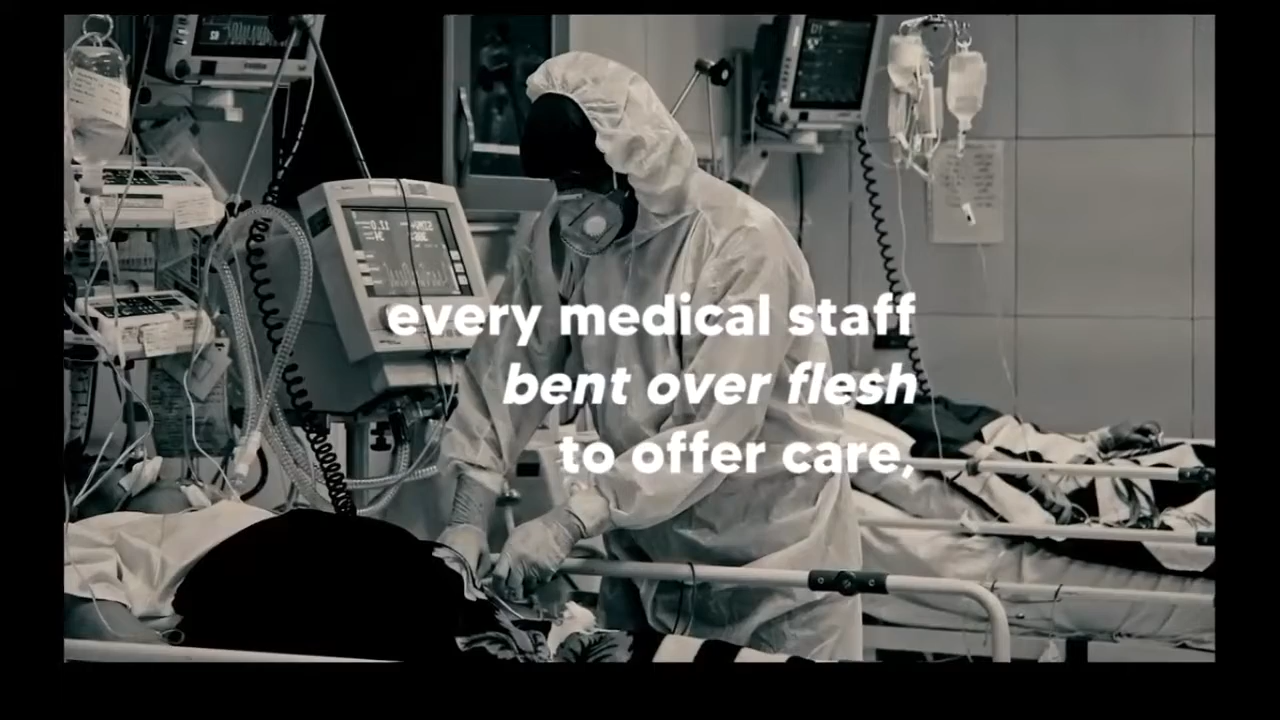 every medical staff
bent over flesh
to offer care,